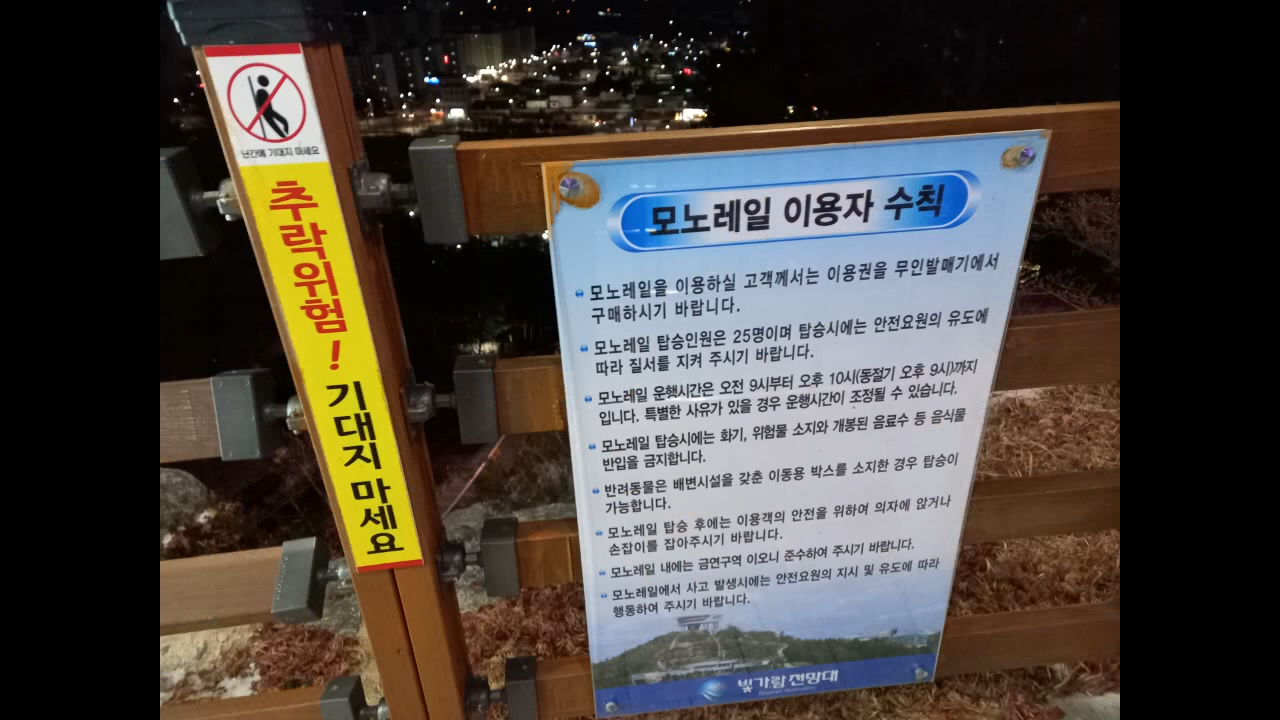 난간에 기대지 마세요
추락위험!
기대지 마세요
모노레일 이용자 수칙
모노레일을 이용하실 고객께서는 이용권을 무인발매기에서
구매하시기 바랍니다.
모노레일 탑승인원은 25명이며 탑승시에는 안전요원의 유도에
따라 질서를 지켜 주시기 바랍니다.
모노레일 운행시간은 오전 9시부터 오후 10시(동절기 오후 9시)까지
입니다. 특별한 사유가 있을 경우 운행시간이 조정될 수 있습니다.
모노레일 탑승시에는 화기, 위험물 소지와 개봉된 음료수 등 음식물
반입을 금지합니다.
반려동물은 배변시설을 갖춘 이동용 박스를 소지한 경우 탑승이
가능합니다.
모노레일 탑승 후에는 이용객의 안전을 위하여 의자에 앉거나
손잡이를 잡아주시기 바랍니다.
모노레일 내에는 금연구역 이오니 준수하여 주시기 바랍니다.
모노레일에서 사고 발생시에는 안전요원의 지시 및 유도에 따라
행동하여 주시기 바랍니다.
빛가람 전망대